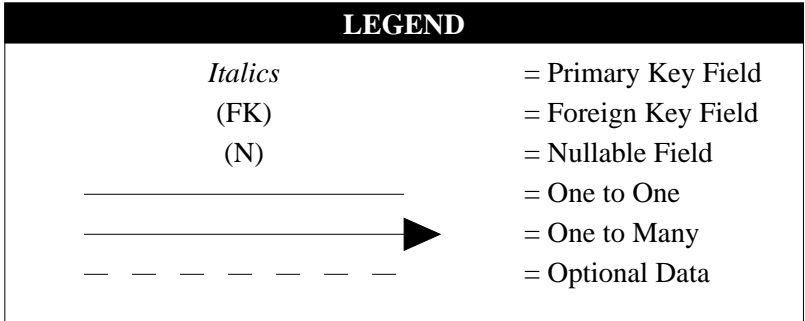 LEGEND
Italics = Primary Key Field
(FK) = Foreign Key Field
(N) = Nullable Field
= One to One
= One to Many
= Optional Data